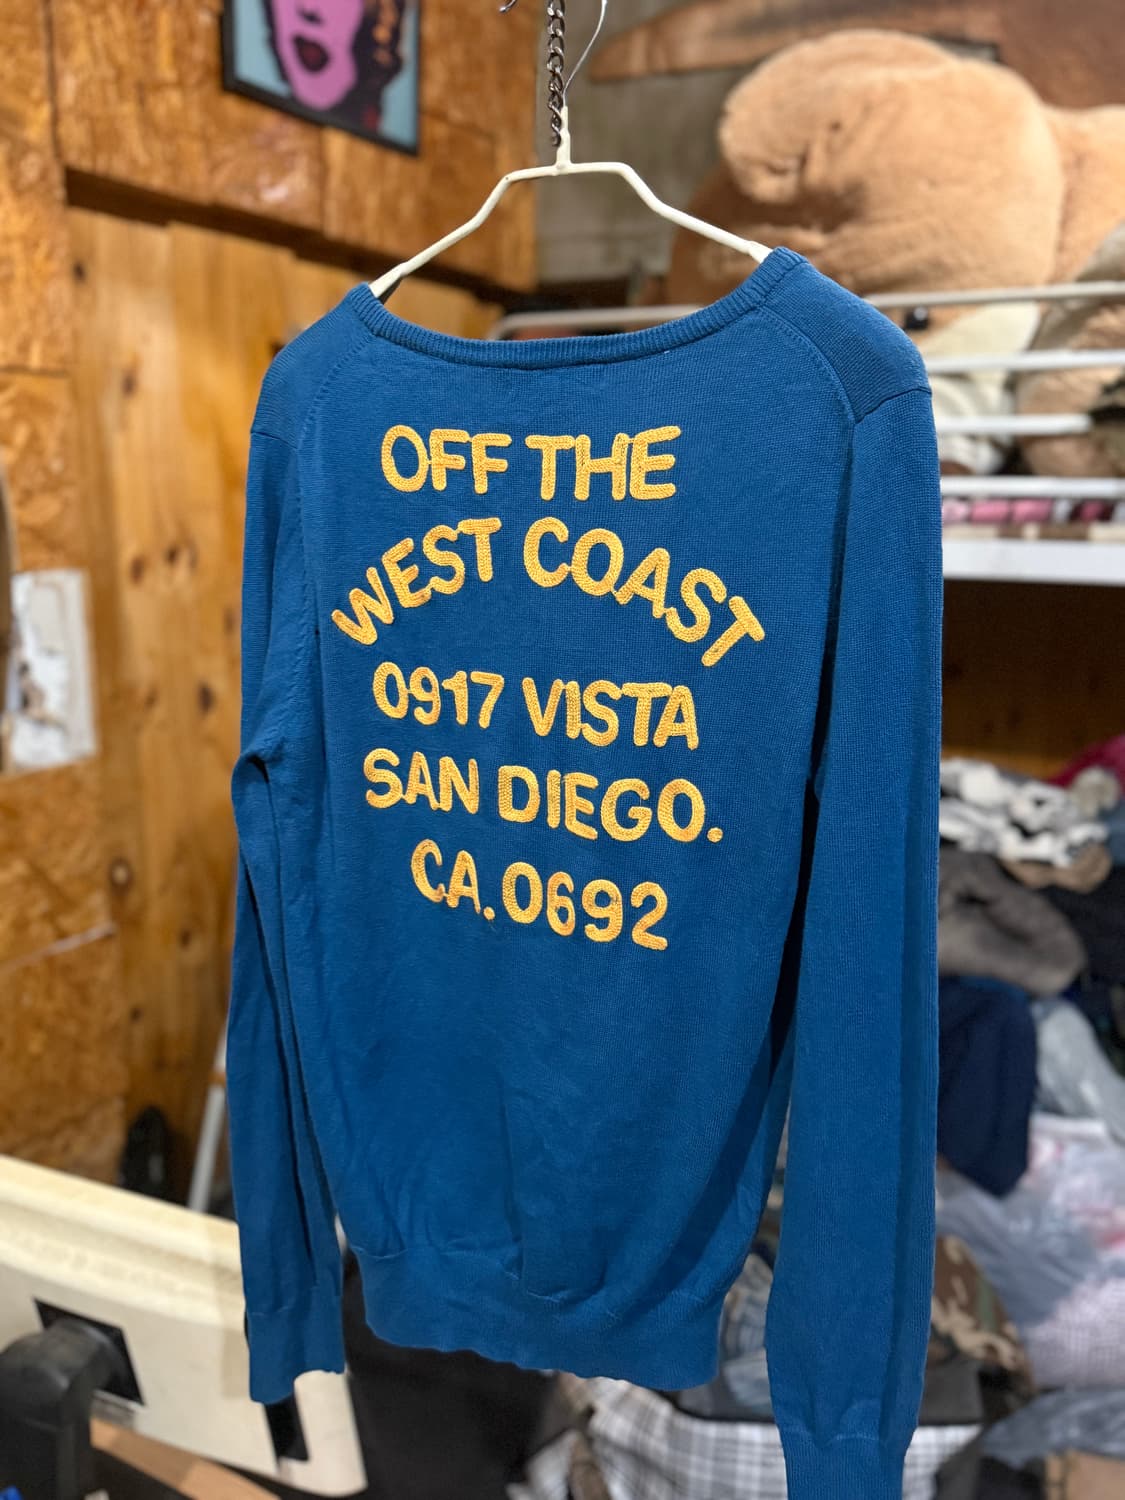 OFF THE
WEST COAST
0917 VISTA
SAN DIEGO.
CA. 0692